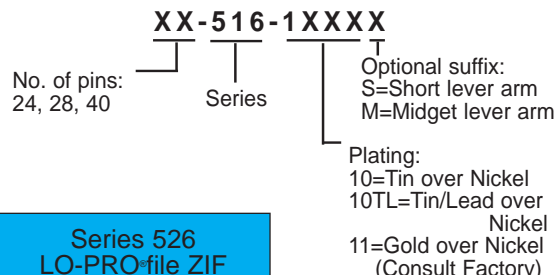 XX-516-1XXXX
No. of pins:
24, 28, 40
Series
Optional suffix:
S=Short lever arm
M=Midget lever arm
Plating:
10=Tin over Nickel
10TL=Tin/Lead over
Nickel
11=Gold over Nickel
(Consult Factory)
Series 526
LO-PRO®file ZIF